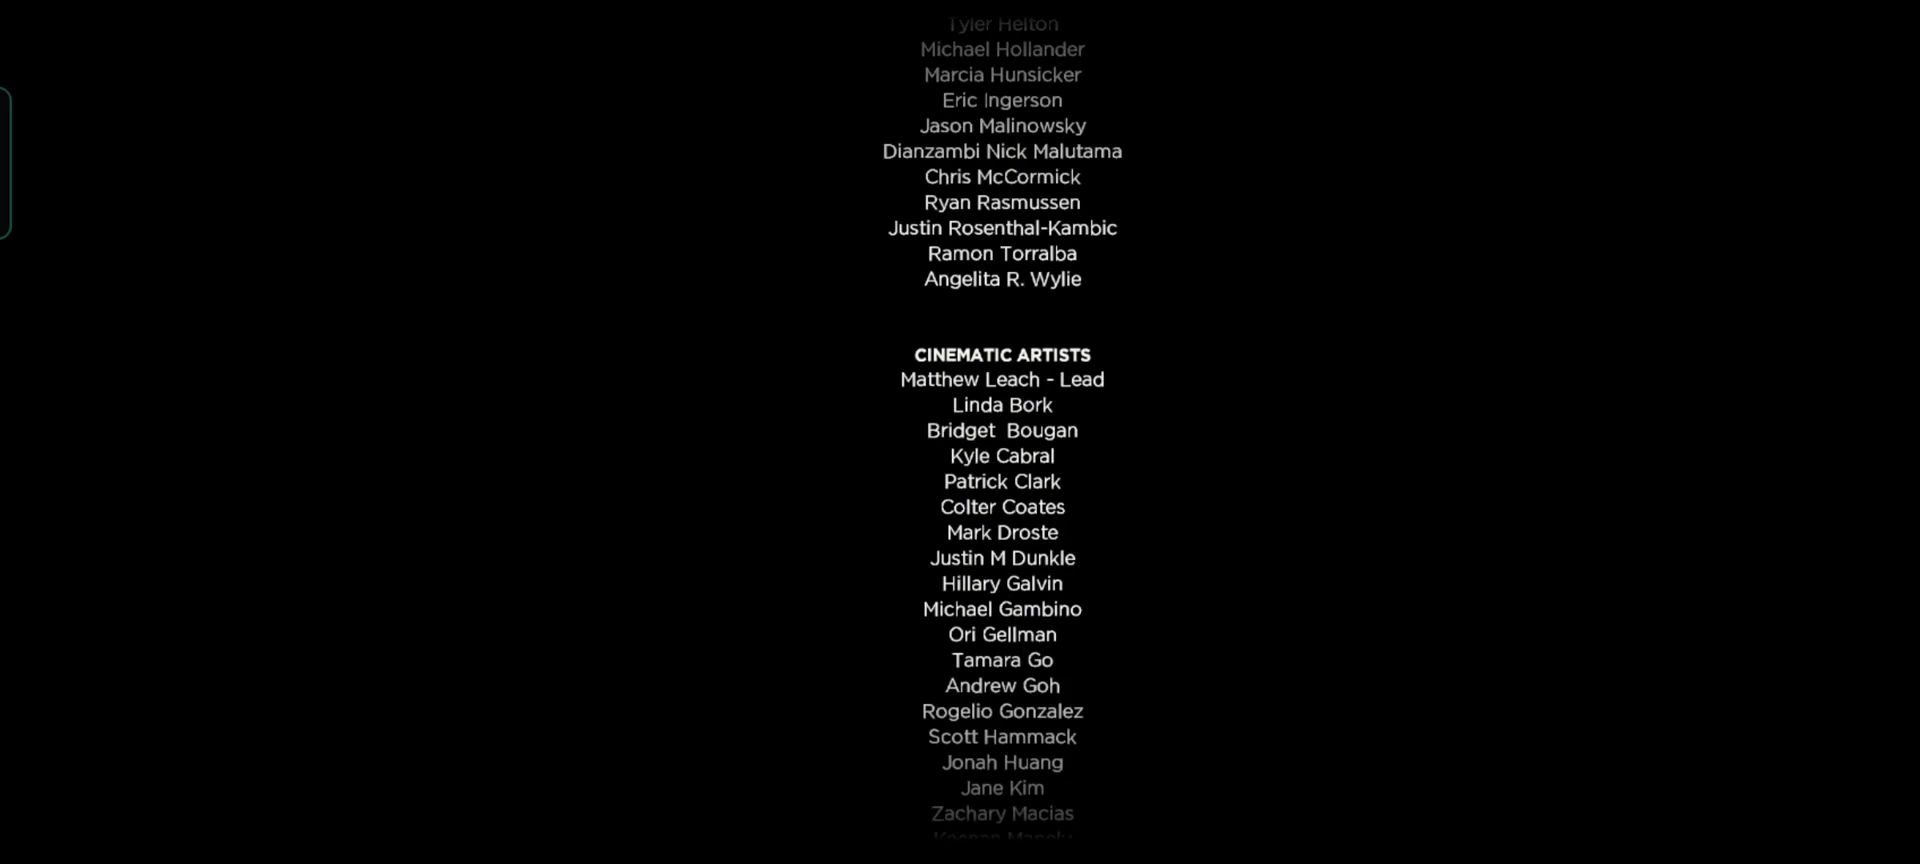 Tyler Helton
Michael Hollander
Marcia Hunsicker
Eric Ingerson
Jason Malinowsky
Dianzambi Nick Malutama
Chris McCormick
Ryan Rasmussen
Justin Rosenthal-Kambic
Ramon Torralba
Angelita R. Wylie
CINEMATIC ARTISTS
Matthew Leach - Lead
Linda Bork
Bridget  Bougan
Kyle Cabral
Patrick Clark
Colter Coates
Mark Droste
Justin M Dunkle
Hillary Galvin
Michael Gambino
Ori Gellman
Tamara Go
Andrew Goh
Rogelio Gonzalez
Scott Hammack
Jonah Huang
Jane Kim
Zachary Macias